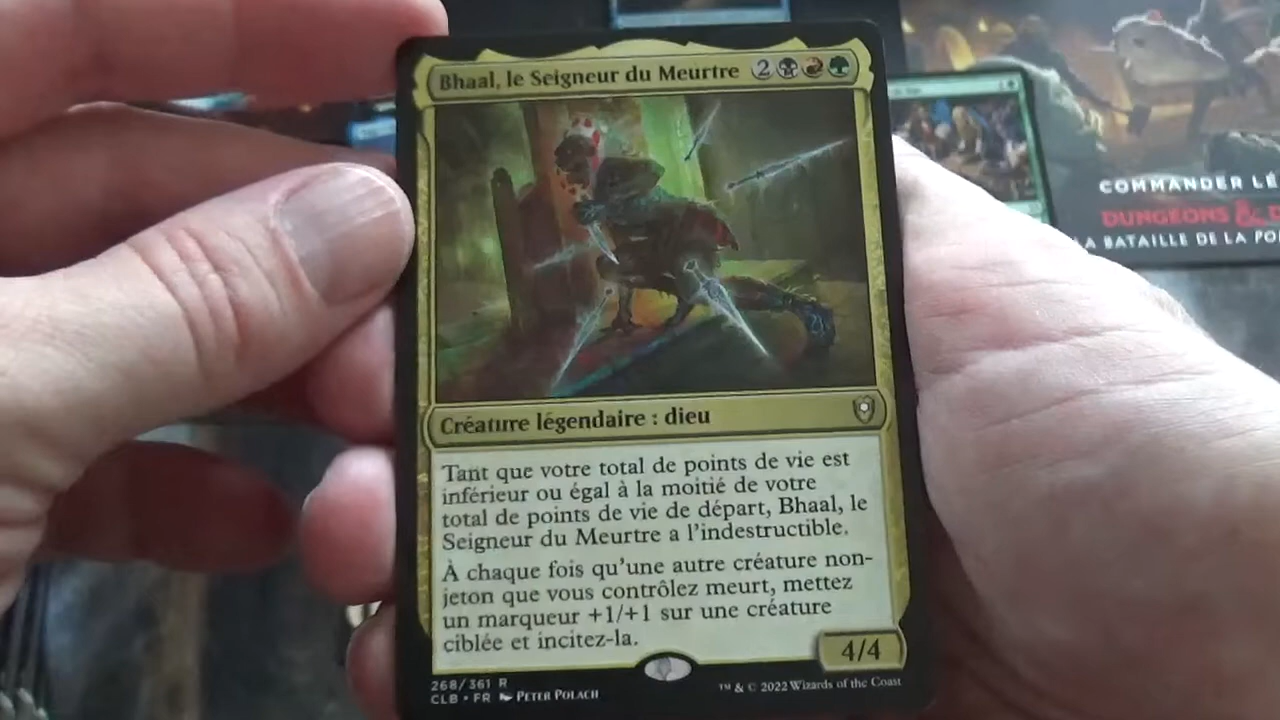 Bhaal, le Seigneur du Meurtre 2
Créature légendaire : dieu
Tant que votre total de points de vie est
inférieur ou égal à la moitié de votre
total de points de vie de départ, Bhaal, le
Seigneur du Meurtre a l'indestructible.
À chaque fois qu'une autre créature non-
jeton que vous contrôlez meurt, mettez
un marqueur +1/+1 sur une créature
ciblée et incitez-la.
4/4
268/361 R
CLB • FR PETER POLACH
™ & © 2022 Wizards of the Coast
COMMANDER LÉ
DUNGEONS & D
LA BATAILLE DE LA PO